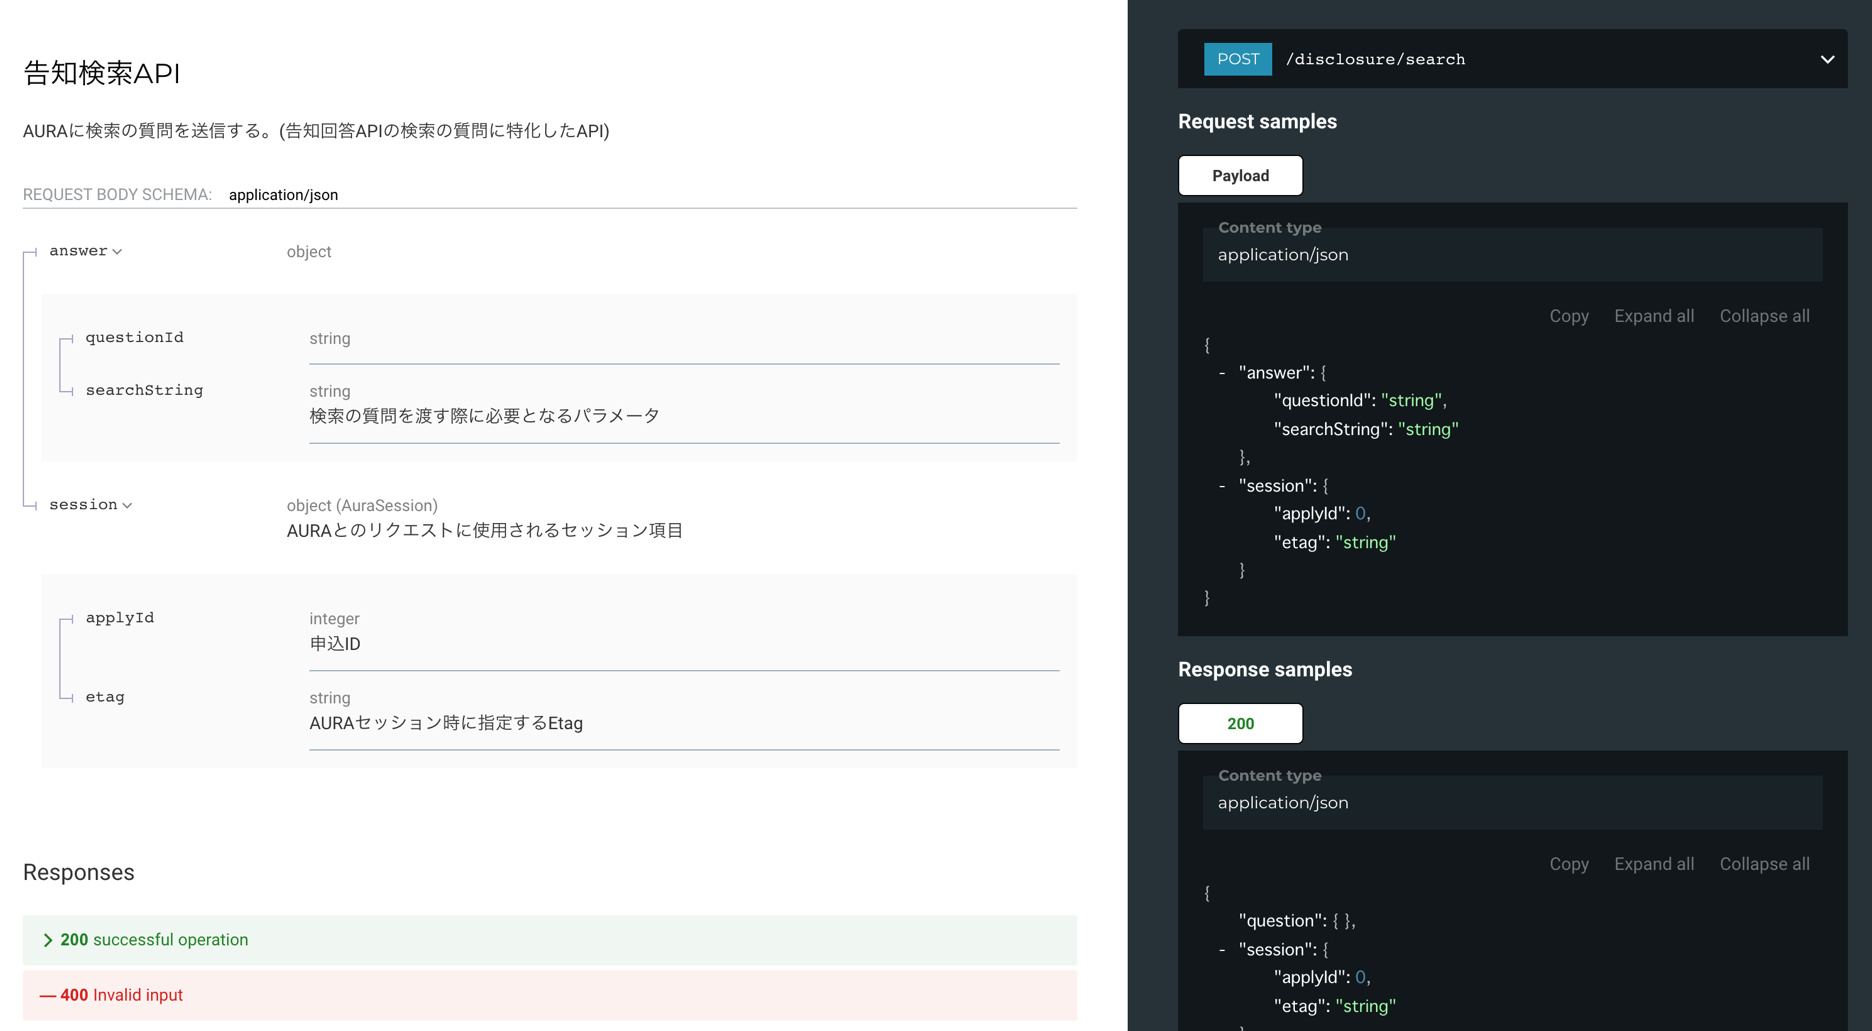 告知検索API
AURAに検索の質問を送信する。(告知回答APIの検索の質問に特化したAPI)
REQUEST BODY SCHEMA: application/json
answer object
questionId string
searchString string
検索の質問を渡す際に必要となるパラメータ
session object (AuraSession)
AURAとのリクエストに使用されるセッション項目
applyId integer
申込ID
etag string
AURAセッション時に指定するEtag
Responses
200 successful operation
— 400 Invalid input
POST /disclosure/search
Request samples
Payload
Content type
application/json
Copy Expand all Collapse all
{
- "answer": {
"questionId": "string",
"searchString": "string"
},
- "session": {
"applyId": 0,
"etag": "string"
}
}
Response samples
200
Content type
application/json
Copy Expand all Collapse all
{
"question": { },
- "session": {
"applyId": 0,
"etag": "string"